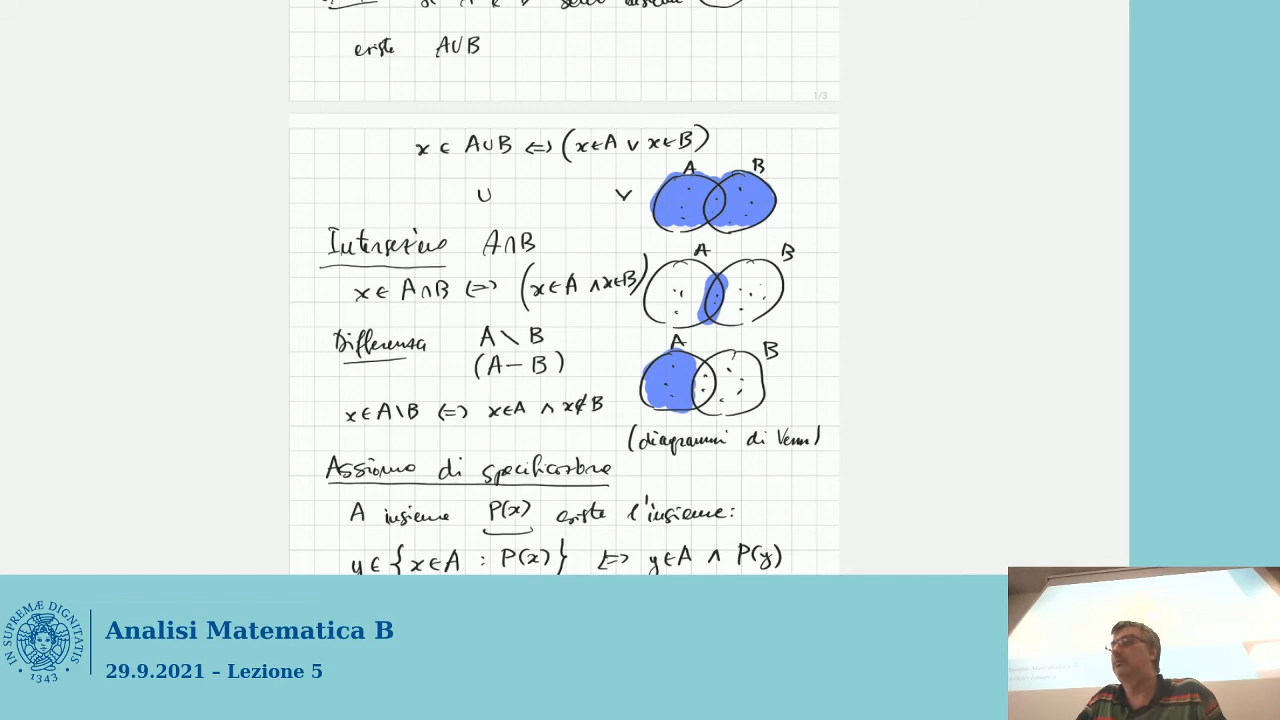 esiste A∪B
1/3
x ∈ A∪B ⟺ (x∈A ∨ x∈B)
A B
∪ ∨
Intersezione A∩B
A B
x ∈ A∩B ⟺ (x∈A ∧ x∈B)
Differenza A \ B
A B
(A − B)
x∈A\B ⟺ x∈A ∧ x∉B
(diagrammi di Venn)
Assioma di specificazione
A insieme P(x) esiste l'insieme:
y∈{x∈A : P(x)} ⟺ y∈A ∧ P(y)
IN SUPREMÆ DIGNITATIS
1343
Analisi Matematica B
29.9.2021 – Lezione 5